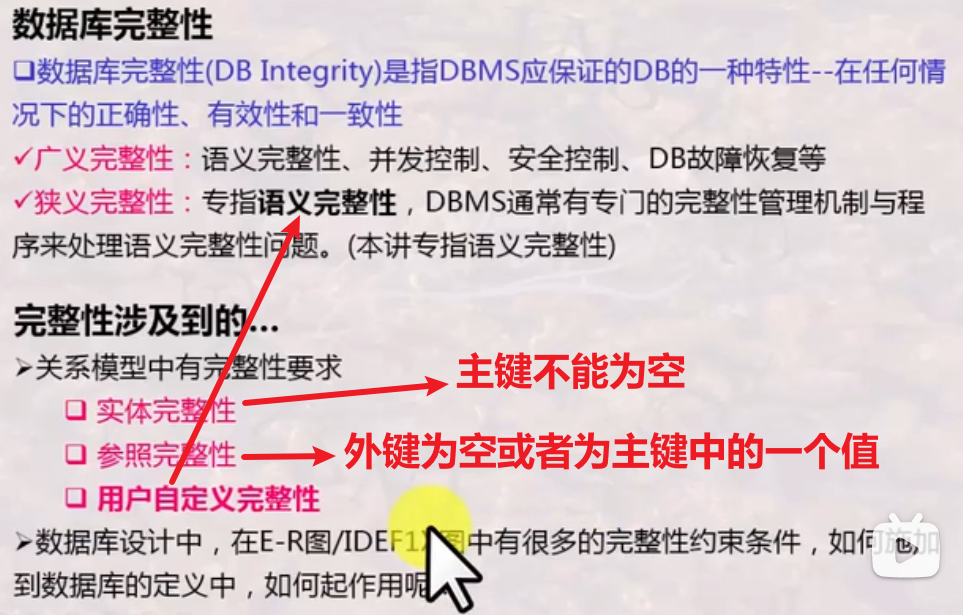 数据库完整性
❑数据库完整性(DB Integrity)是指DBMS应保证的DB的一种特性--在任何情
况下的正确性、有效性和一致性
✓广义完整性：语义完整性、并发控制、安全控制、DB故障恢复等
✓狭义完整性：专指语义完整性，DBMS通常有专门的完整性管理机制与程
序来处理语义完整性问题。(本讲专指语义完整性)
完整性涉及到的...
➢关系模型中有完整性要求
❑ 实体完整性
主键不能为空
❑ 参照完整性
外键为空或者为主键中的一个值
❑ 用户自定义完整性
➢数据库设计中，在E-R图/IDEF1X图中有很多的完整性约束条件，如何施加
到数据库的定义中，如何起作用呢